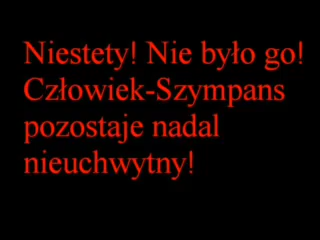 Niestety! Nie było go!
Człowiek-Szympans
pozostaje nadal
nieuchwytny!